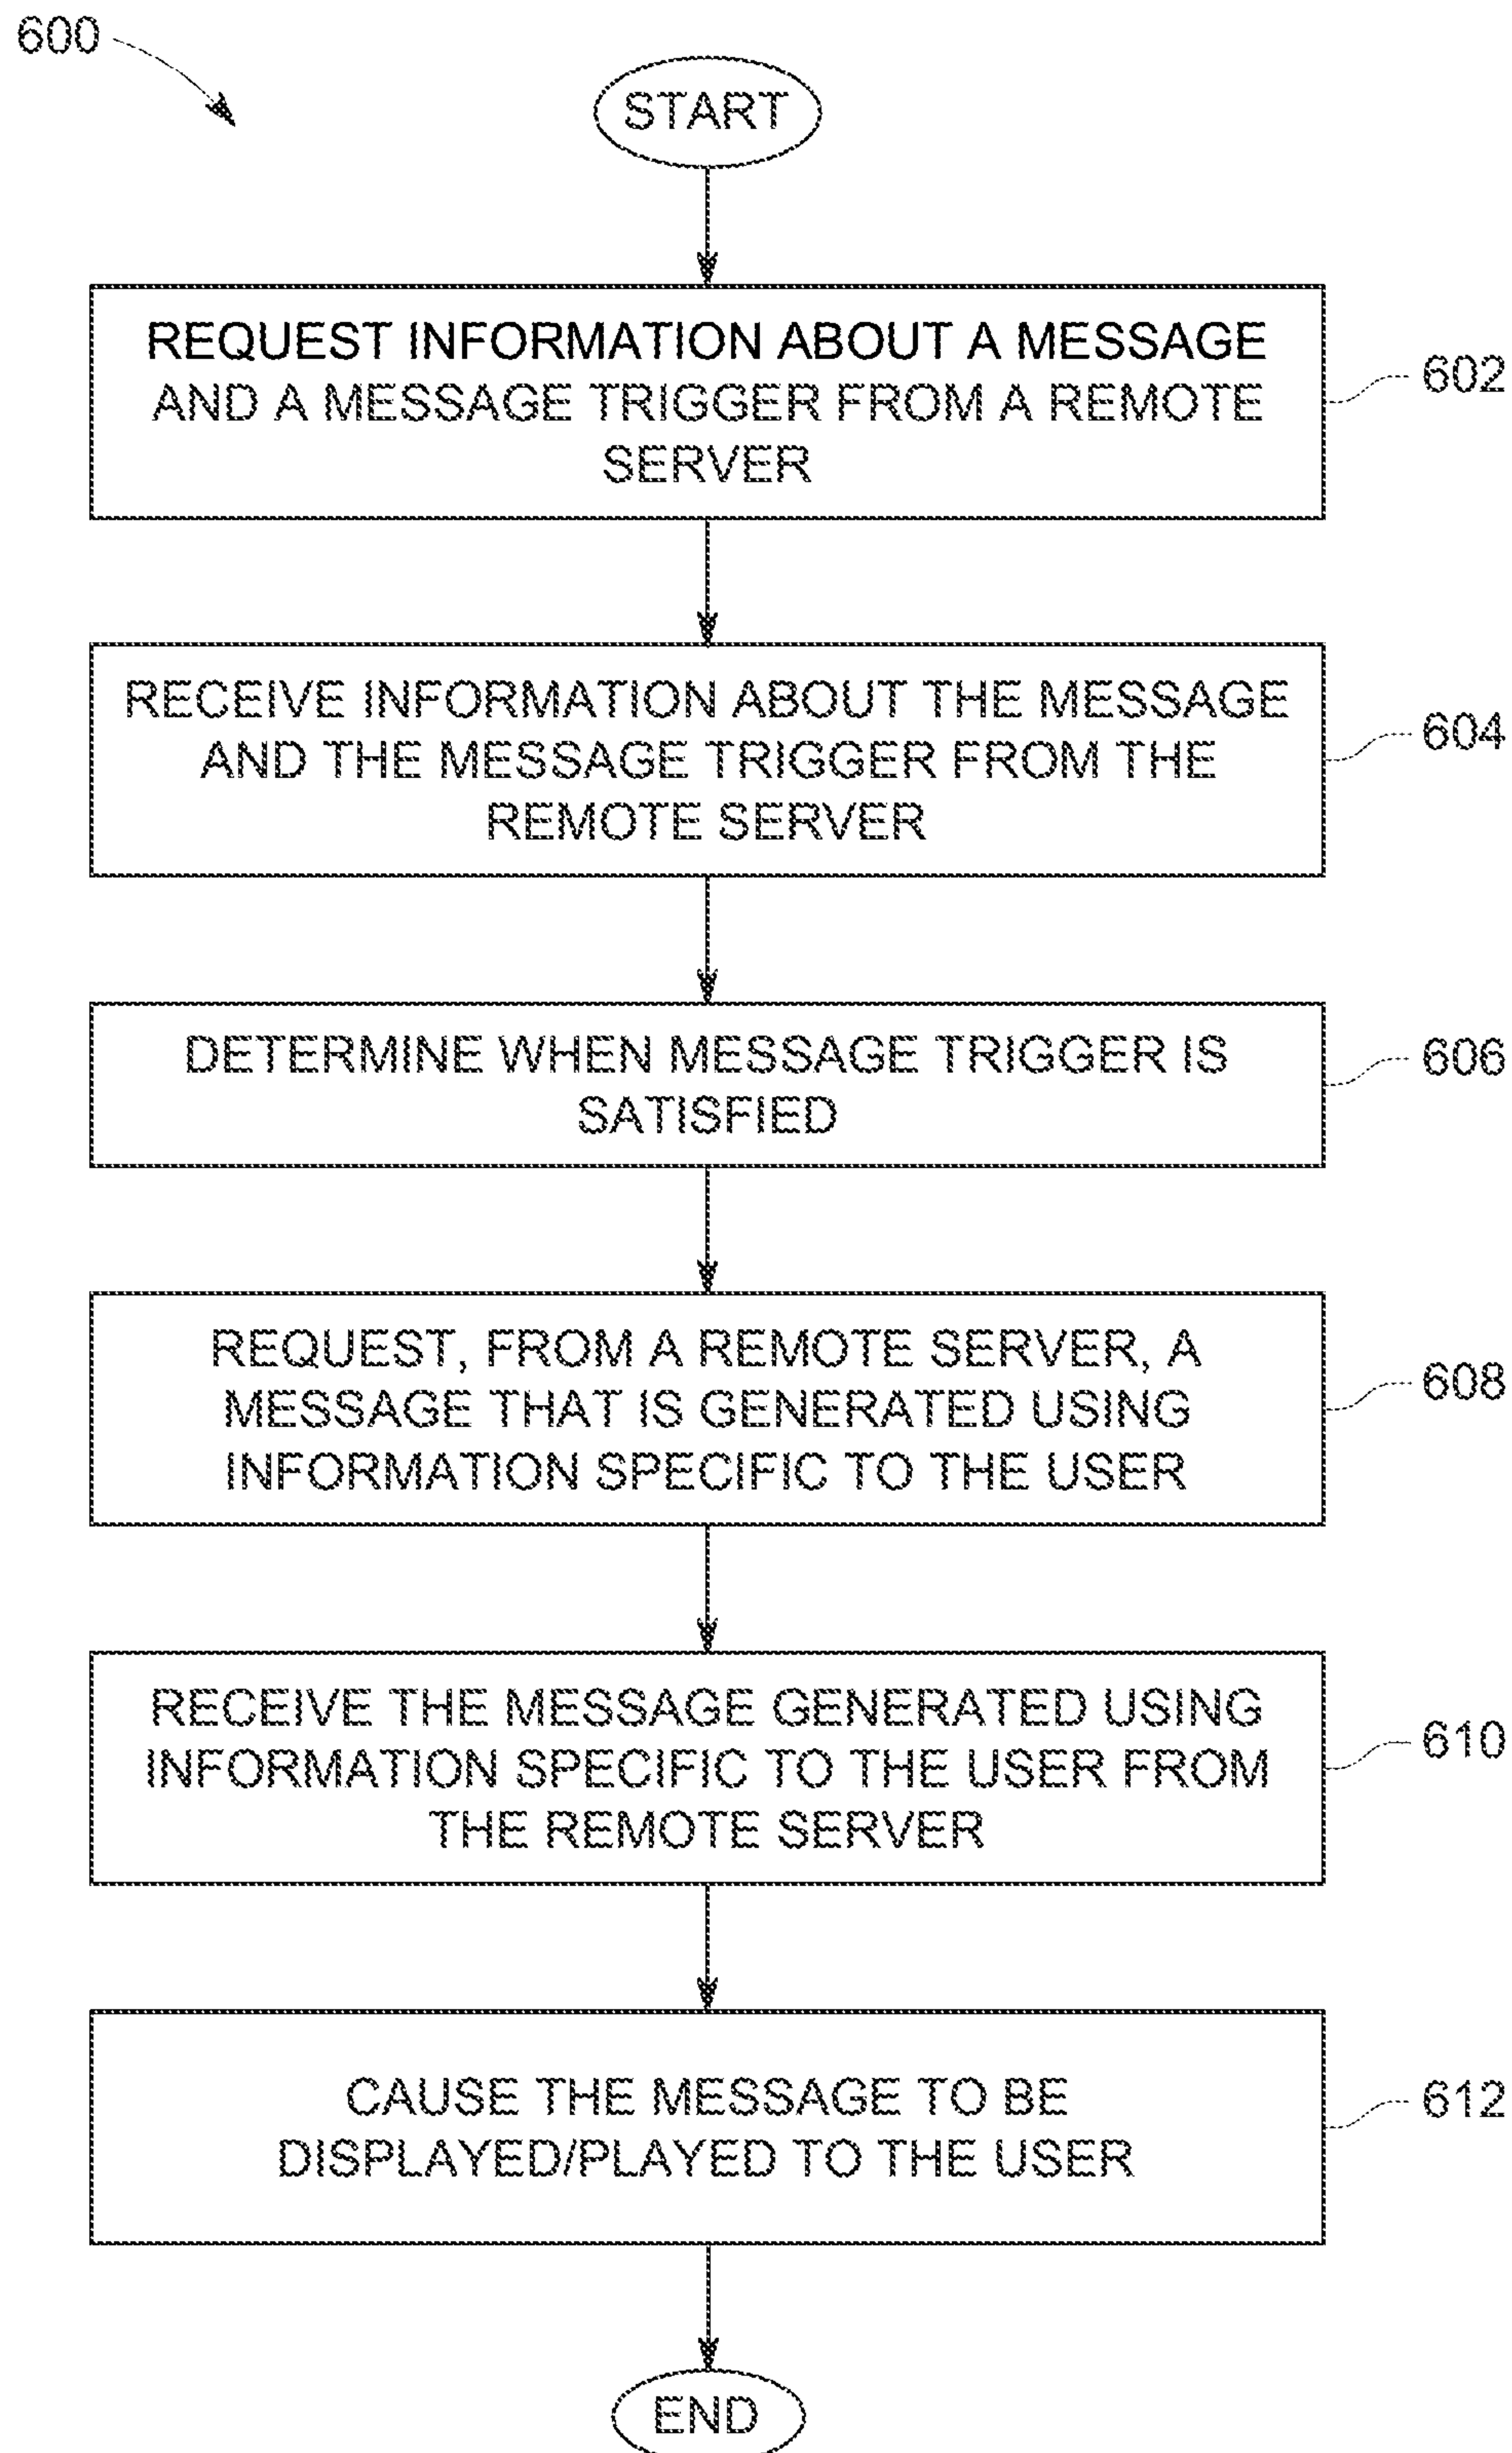 600
START
REQUEST INFORMATION ABOUT A MESSAGE
AND A MESSAGE TRIGGER FROM A REMOTE
SERVER
602
RECEIVE INFORMATION ABOUT THE MESSAGE
AND THE MESSAGE TRIGGER FROM THE
REMOTE SERVER
604
DETERMINE WHEN MESSAGE TRIGGER IS
SATISFIED
606
REQUEST, FROM A REMOTE SERVER, A
MESSAGE THAT IS GENERATED USING
INFORMATION SPECIFIC TO THE USER
608
RECEIVE THE MESSAGE GENERATED USING
INFORMATION SPECIFIC TO THE USER FROM
THE REMOTE SERVER
610
CAUSE THE MESSAGE TO BE
DISPLAYED/PLAYED TO THE USER
612
END